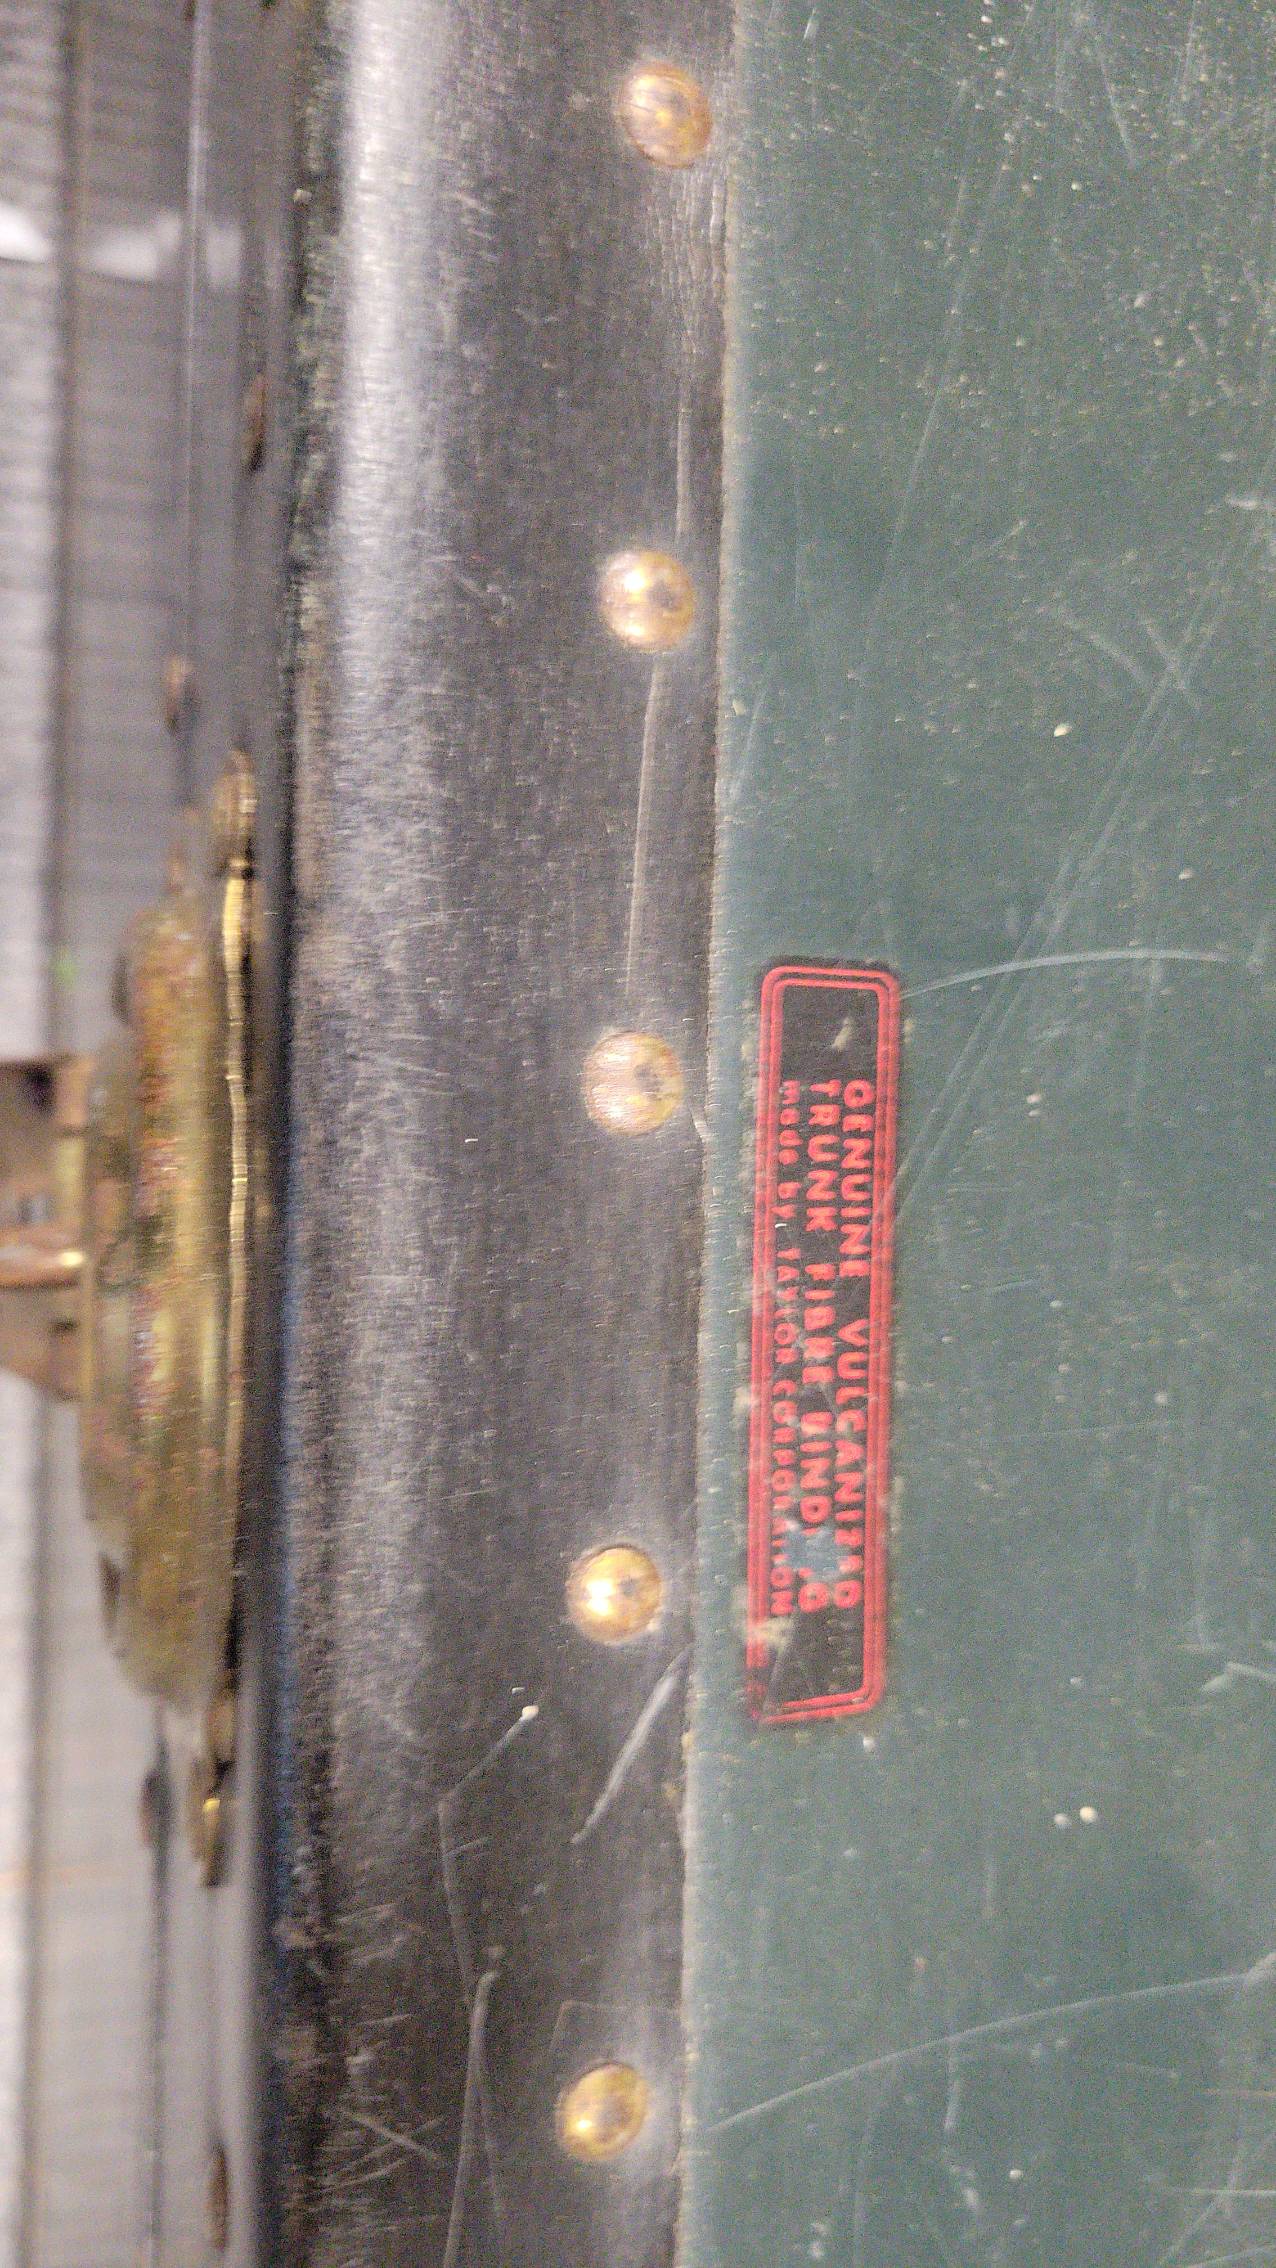 GENUINE VULCANIZED
TRUNK FIBRE BINDING
made by TAYLOR CORPORATION